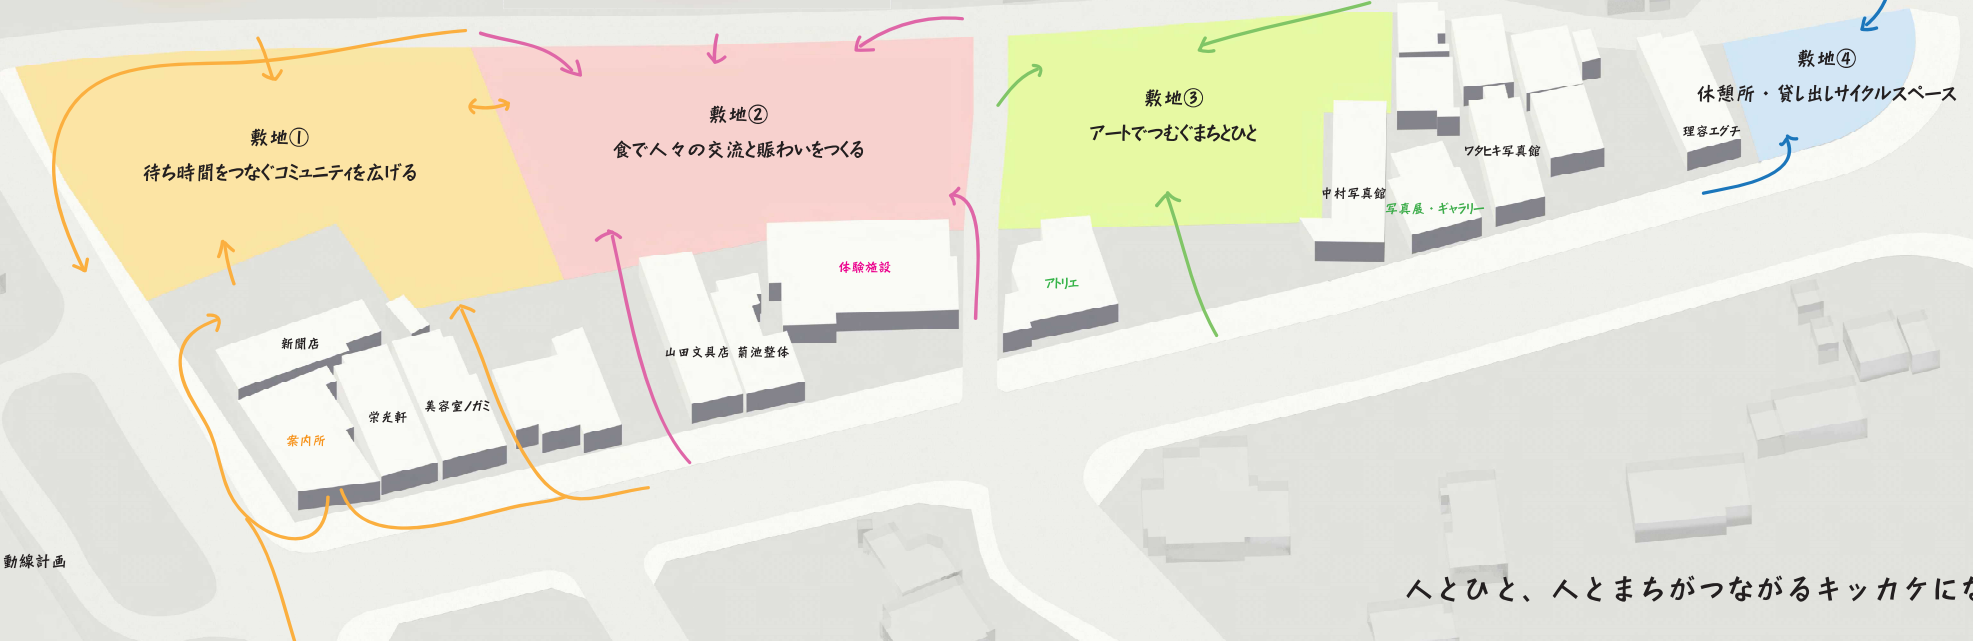 敷地①
待ち時間をつなぐコミュニティを広げる
敷地②
食で人々の交流と賑わいをつくる
敷地③
アートでつむぐまちとひと
敷地④
休憩所・貸し出しサイクルスペース
理容エグチ
ワタヒキ写真館
中村写真館
写真展・ギャラリー
アトリエ
体験施設
山田文具店
菊池整体
新聞店
美容室ノガミ
栄光軒
案内所
動線計画
人とひと、人とまちがつながるキッカケにな